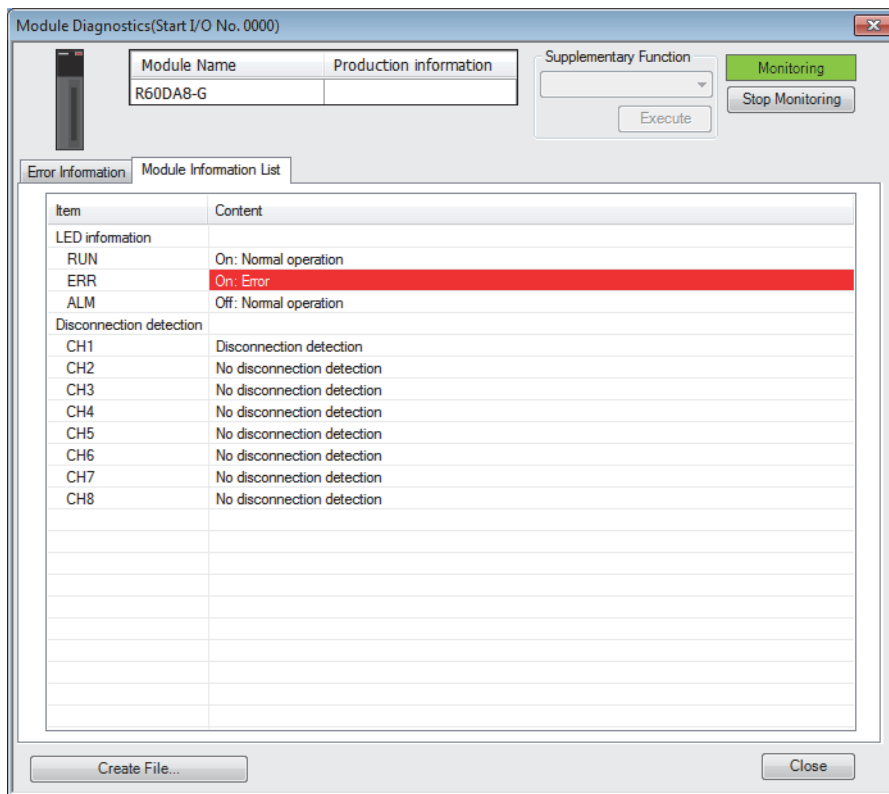 Module Diagnostics(Start I/O No. 0000)
Module Name Production information
R60DA8-G
Supplementary Function
Execute
Monitoring
Stop Monitoring
Error Information Module Information List
Item Content
LED information
RUN On: Normal operation
ERR On: Error
ALM Off: Normal operation
Disconnection detection
CH1 Disconnection detection
CH2 No disconnection detection
CH3 No disconnection detection
CH4 No disconnection detection
CH5 No disconnection detection
CH6 No disconnection detection
CH7 No disconnection detection
CH8 No disconnection detection
Create File... Close